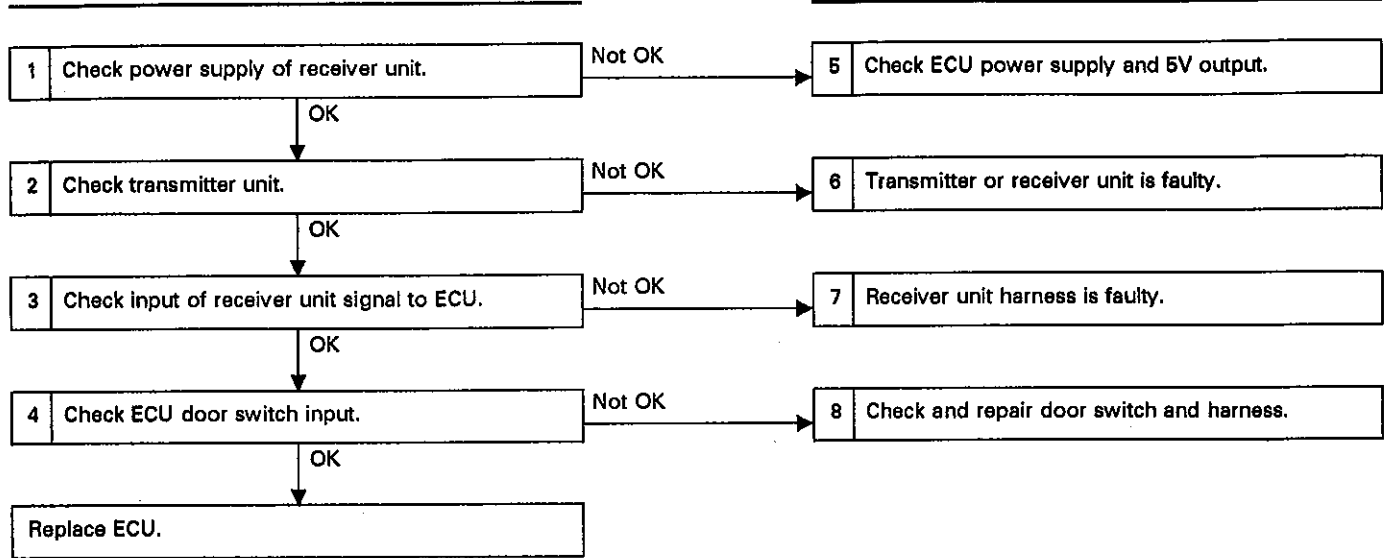 1 Check power supply of receiver unit.
Not OK
5 Check ECU power supply and 5V output.
OK
2 Check transmitter unit.
Not OK
6 Transmitter or receiver unit is faulty.
OK
3 Check input of receiver unit signal to ECU.
Not OK
7 Receiver unit harness is faulty.
OK
4 Check ECU door switch input.
Not OK
8 Check and repair door switch and harness.
OK
Replace ECU.